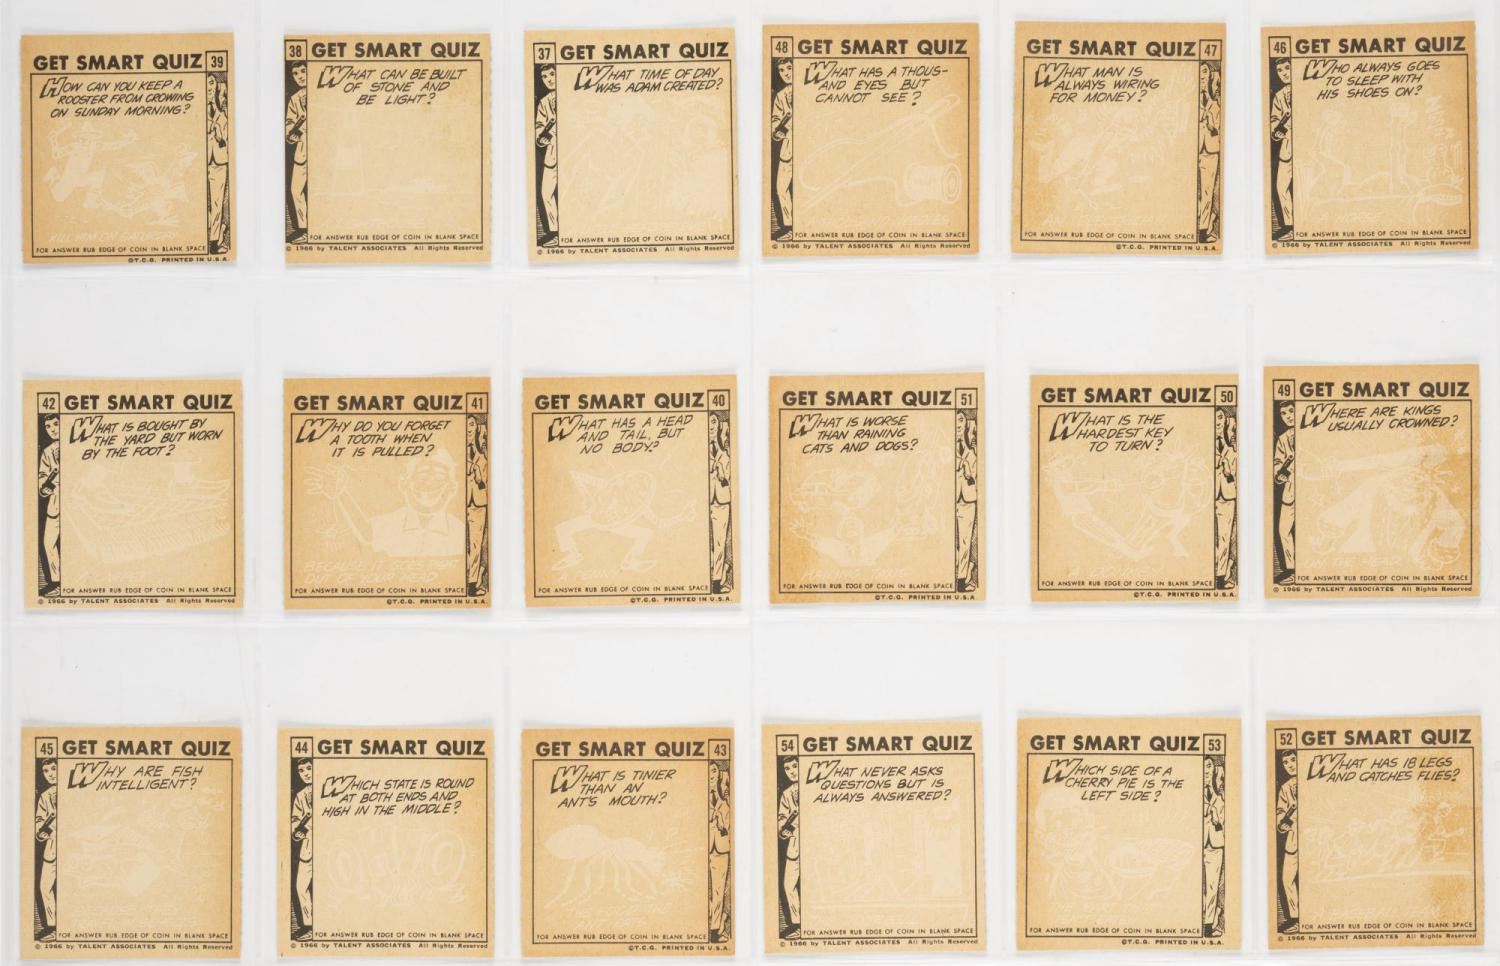 GET SMART QUIZ 39
HOW CAN YOU KEEP A
ROOSTER FROM CROWING
ON SUNDAY MORNING?
FOR ANSWER RUB EDGE OF COIN IN BLANK SPACE
©T.C.G. PRINTED IN U.S.A.
38 GET SMART QUIZ
WHAT CAN BE BUILT
OF STONE AND
BE LIGHT?
FOR ANSWER RUB EDGE OF COIN IN BLANK SPACE
© 1966 by TALENT ASSOCIATES All Rights Reserved
37 GET SMART QUIZ
WHAT TIME OF DAY
WAS ADAM CREATED?
FOR ANSWER RUB EDGE OF COIN IN BLANK SPACE
© 1966 by TALENT ASSOCIATES All Rights Reserved
48 GET SMART QUIZ
WHAT HAS A THOUS-
AND EYES BUT
CANNOT SEE?
FOR ANSWER RUB EDGE OF COIN IN BLANK SPACE
© 1966 by TALENT ASSOCIATES All Rights Reserved
GET SMART QUIZ 47
WHAT MAN IS
ALWAYS WIRING
FOR MONEY?
FOR ANSWER RUB EDGE OF COIN IN BLANK SPACE
©T.C.G. PRINTED IN U.S.A.
46 GET SMART QUIZ
WHO ALWAYS GOES
TO SLEEP WITH
HIS SHOES ON?
FOR ANSWER RUB EDGE OF COIN IN BLANK SPACE
© 1966 by TALENT ASSOCIATES All Rights Reserved
42 GET SMART QUIZ
WHAT IS BOUGHT BY
THE YARD BUT WORN
BY THE FOOT?
FOR ANSWER RUB EDGE OF COIN IN BLANK SPACE
© 1966 by TALENT ASSOCIATES All Rights Reserved
GET SMART QUIZ 41
WHY DO YOU FORGET
A TOOTH WHEN
IT IS PULLED?
FOR ANSWER RUB EDGE OF COIN IN BLANK SPACE
©T.C.G. PRINTED IN U.S.A.
GET SMART QUIZ 40
WHAT HAS A HEAD
AND TAIL, BUT
NO BODY?
FOR ANSWER RUB EDGE OF COIN IN BLANK SPACE
©T.C.G. PRINTED IN U.S.A.
GET SMART QUIZ 51
WHAT IS WORSE
THAN RAINING
CATS AND DOGS?
FOR ANSWER RUB EDGE OF COIN IN BLANK SPACE
©T.C.G. PRINTED IN U.S.A.
GET SMART QUIZ 50
WHAT IS THE
HARDEST KEY
TO TURN?
FOR ANSWER RUB EDGE OF COIN IN BLANK SPACE
©T.C.G. PRINTED IN U.S.A.
49 GET SMART QUIZ
WHERE ARE KINGS
USUALLY CROWNED?
FOR ANSWER RUB EDGE OF COIN IN BLANK SPACE
© 1966 by TALENT ASSOCIATES All Rights Reserved
45 GET SMART QUIZ
WHY ARE FISH
INTELLIGENT?
FOR ANSWER RUB EDGE OF COIN IN BLANK SPACE
© 1966 by TALENT ASSOCIATES All Rights Reserved
44 GET SMART QUIZ
WHICH STATE IS ROUND
AT BOTH ENDS AND
HIGH IN THE MIDDLE?
OHIO
FOR ANSWER RUB EDGE OF COIN IN BLANK SPACE
© 1966 by TALENT ASSOCIATES All Rights Reserved
GET SMART QUIZ 43
WHAT IS TINIER
THAN AN
ANT'S MOUTH?
FOR ANSWER RUB EDGE OF COIN IN BLANK SPACE
©T.C.G. PRINTED IN U.S.A.
54 GET SMART QUIZ
WHAT NEVER ASKS
QUESTIONS BUT IS
ALWAYS ANSWERED?
FOR ANSWER RUB EDGE OF COIN IN BLANK SPACE
© 1966 by TALENT ASSOCIATES All Rights Reserved
GET SMART QUIZ 53
WHICH SIDE OF A
CHERRY PIE IS THE
LEFT SIDE?
FOR ANSWER RUB EDGE OF COIN IN BLANK SPACE
©T.C.G. PRINTED IN U.S.A.
52 GET SMART QUIZ
WHAT HAS 18 LEGS
AND CATCHES FLIES?
FOR ANSWER RUB EDGE OF COIN IN BLANK SPACE
© 1966 by TALENT ASSOCIATES All Rights Reserved